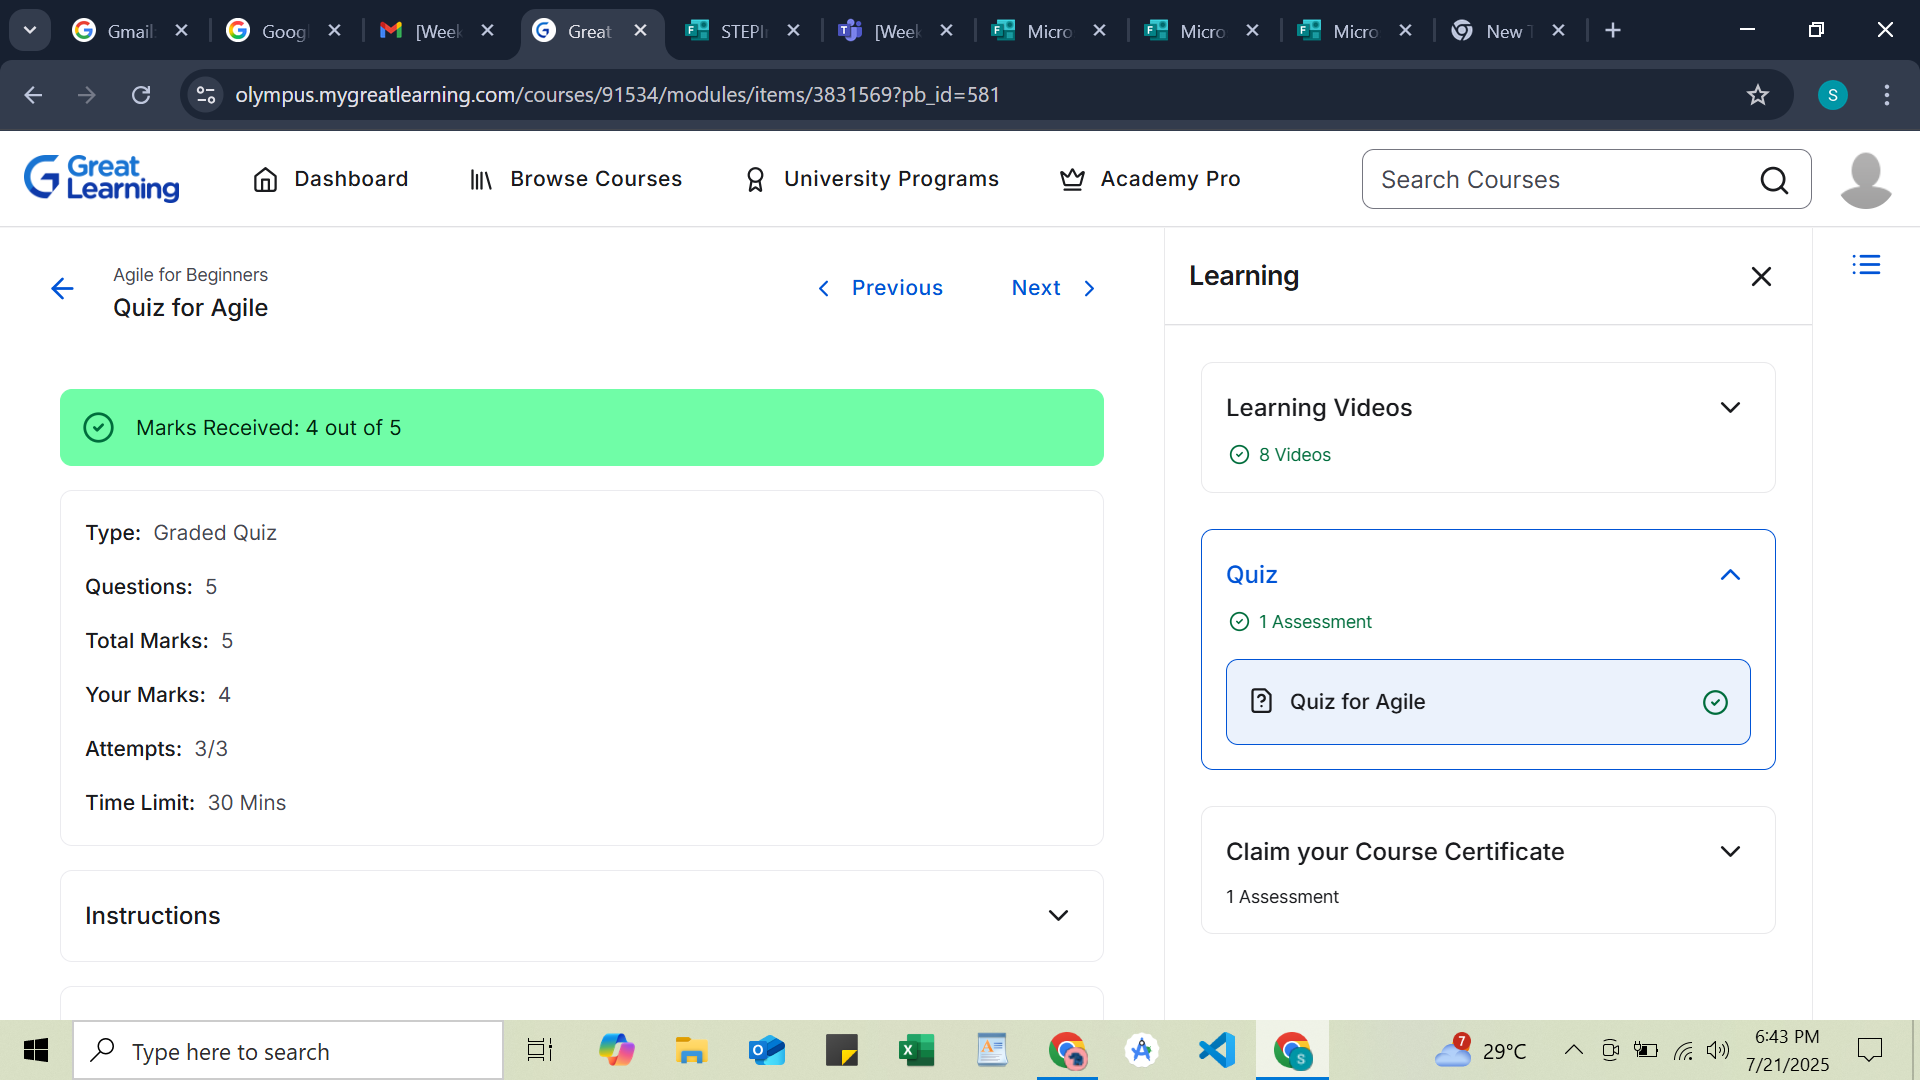 Gmail:
Googl
[Week
Great
STEPI
[Week
Micro
Micro
Micro
New T
olympus.mygreatlearning.com/courses/91534/modules/items/3831569?pb_id=581
S
Great
Learning
Dashboard
Browse Courses
University Programs
Academy Pro
Search Courses
Agile for Beginners
Quiz for Agile
Previous
Next
Marks Received: 4 out of 5
Type: Graded Quiz
Questions: 5
Total Marks: 5
Your Marks: 4
Attempts: 3/3
Time Limit: 30 Mins
Instructions
Learning
Learning Videos
8 Videos
Quiz
1 Assessment
Quiz for Agile
Claim your Course Certificate
1 Assessment
Type here to search
7
29°C
6:43 PM
7/21/2025